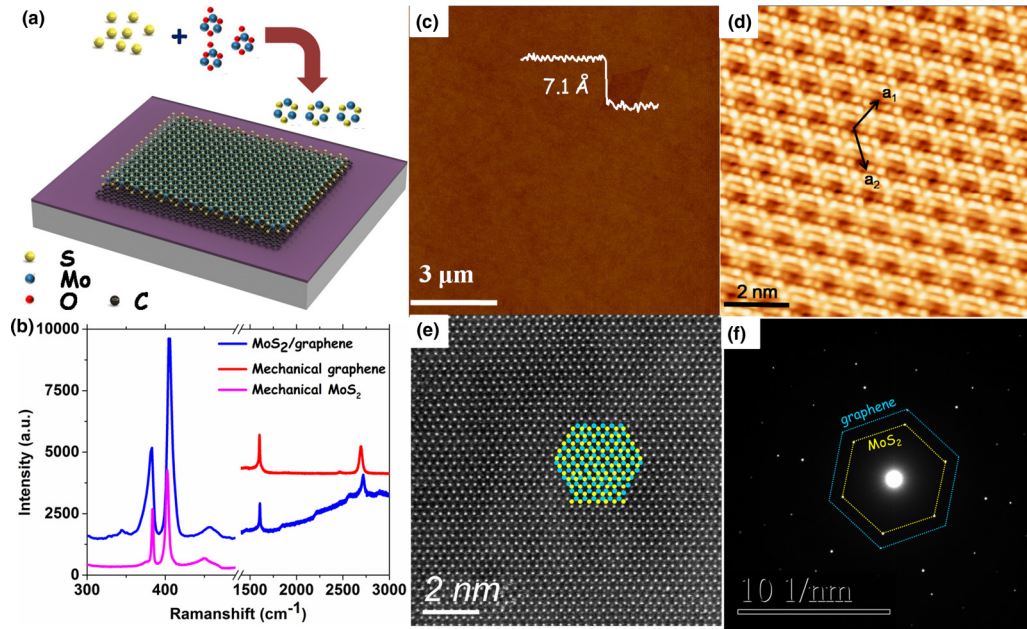 (a)
+
S
Mo
O
C
(b)
10000
7500
5000
2500
0
Intensity (a.u.)
MoS2/graphene
Mechanical graphene
Mechanical MoS2
300
400
1500
2000
2500
3000
Ramanshift (cm-1)
(c)
7.1 Å
3 μm
(d)
a1
a2
2 nm
(e)
2 nm
(f)
graphene
MoS2
10 1/nm